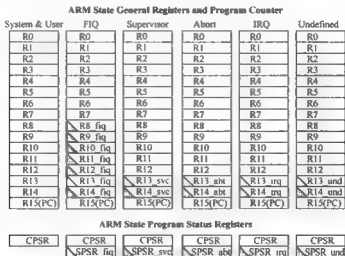 ARM State General Registers and Program Counter
System & User FIQ Supervisor Abort IRQ Undefined
R0 R0 R0 R0 R0 R0
R1 R1 R1 R1 R1 R1
R2 R2 R2 R2 R2 R2
R3 R3 R3 R3 R3 R3
R4 R4 R4 R4 R4 R4
R5 R5 R5 R5 R5 R5
R6 R6 R6 R6 R6 R6
R7 R7 R7 R7 R7 R7
R8 R8_fiq R8 R8 R8 R8
R9 R9_fiq R9 R9 R9 R9
R10 R10_fiq R10 R10 R10 R10
R11 R11_fiq R11 R11 R11 R11
R12 R12_fiq R12 R12 R12 R12
R13 R13_fiq R13_svc R13_abt R13_irq R13_und
R14 R14_fiq R14_svc R14_abt R14_irq R14_und
R15(PC) R15(PC) R15(PC) R15(PC) R15(PC) R15(PC)
ARM State Program Status Registers
CPSR CPSR CPSR CPSR CPSR CPSR
SPSR_fiq SPSR_svc SPSR_abt SPSR_irq SPSR_und